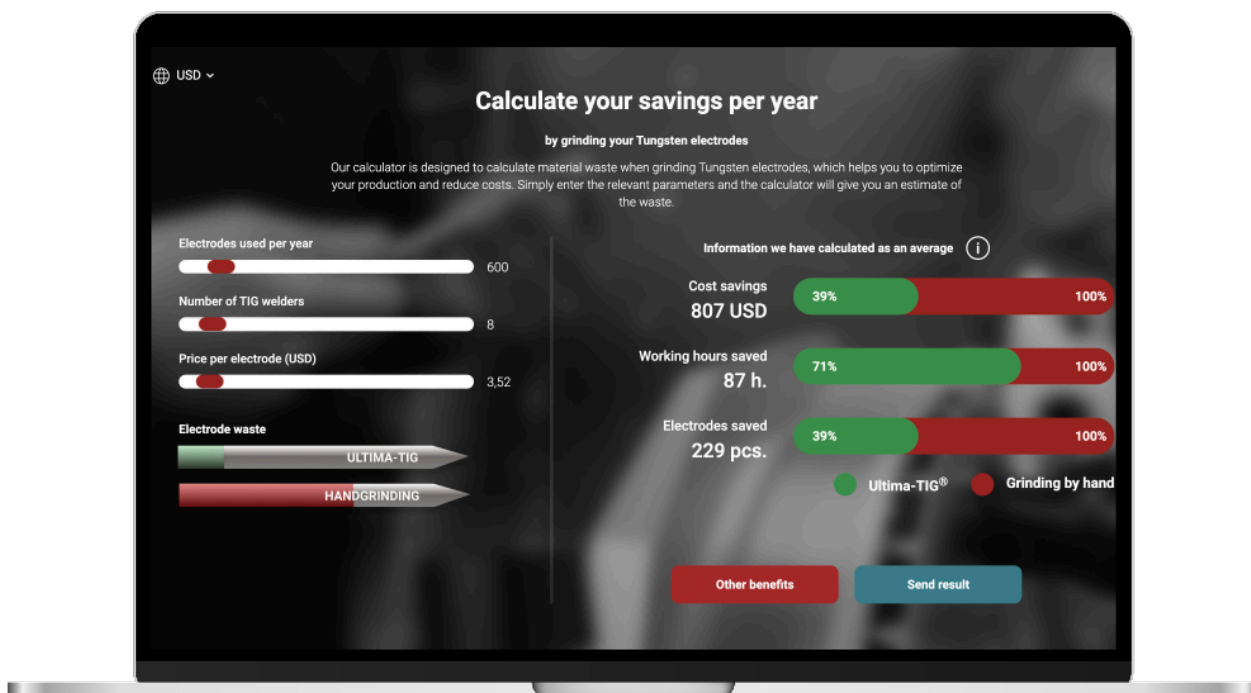 USD
Calculate your savings per year
by grinding your Tungsten electrodes
Our calculator is designed to calculate material waste when grinding Tungsten electrodes, which helps you to optimize
your production and reduce costs. Simply enter the relevant parameters and the calculator will give you an estimate of
the waste.
Electrodes used per year
600
Number of TIG welders
8
Price per electrode (USD)
3,52
Electrode waste
ULTIMA-TIG
HANDGRINDING
Information we have calculated as an average i
Cost savings
807 USD
39% 100%
Working hours saved
87 h.
71% 100%
Electrodes saved
229 pcs.
39% 100%
Ultima-TIG® Grinding by hand
Other benefits
Send result